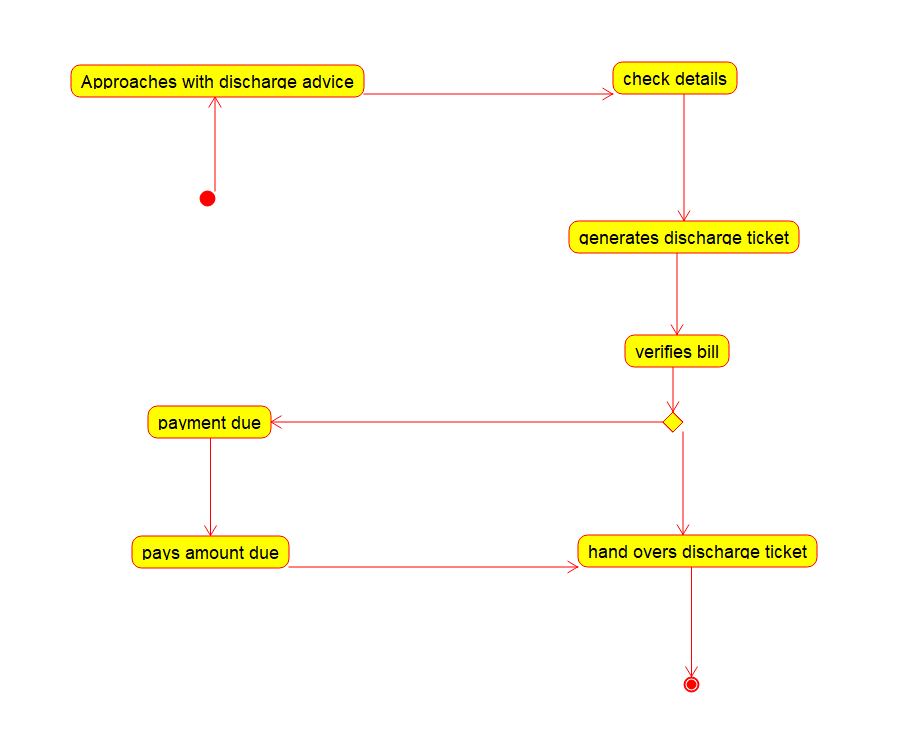 Approaches with discharge advice
check details
generates discharge ticket
verifies bill
payment due
pays amount due
hand overs discharge ticket